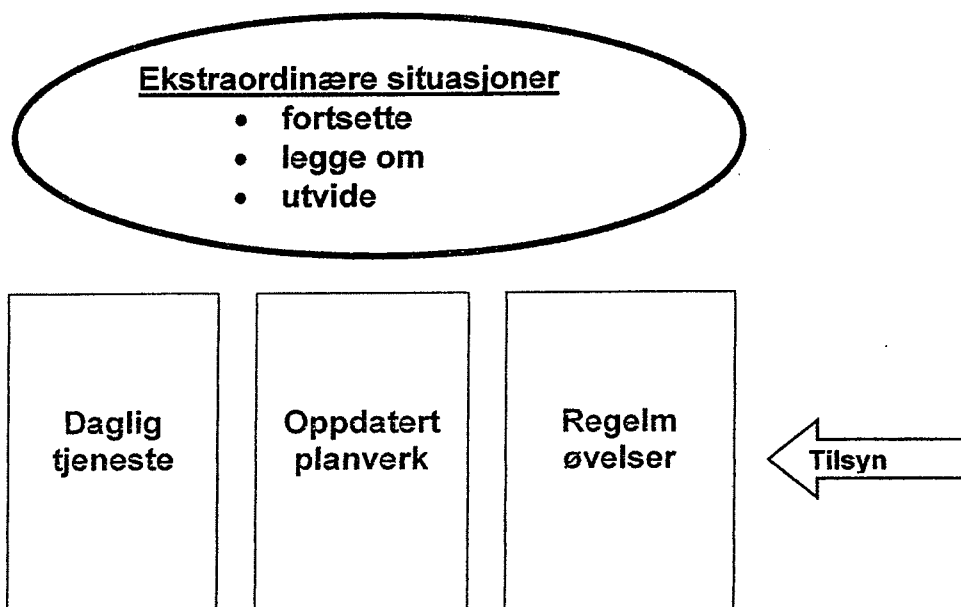 Ekstraordinære situasjoner
• fortsette
• legge om
• utvide
Daglig
tjeneste
Oppdatert
planverk
Regelm
øvelser
Tilsyn